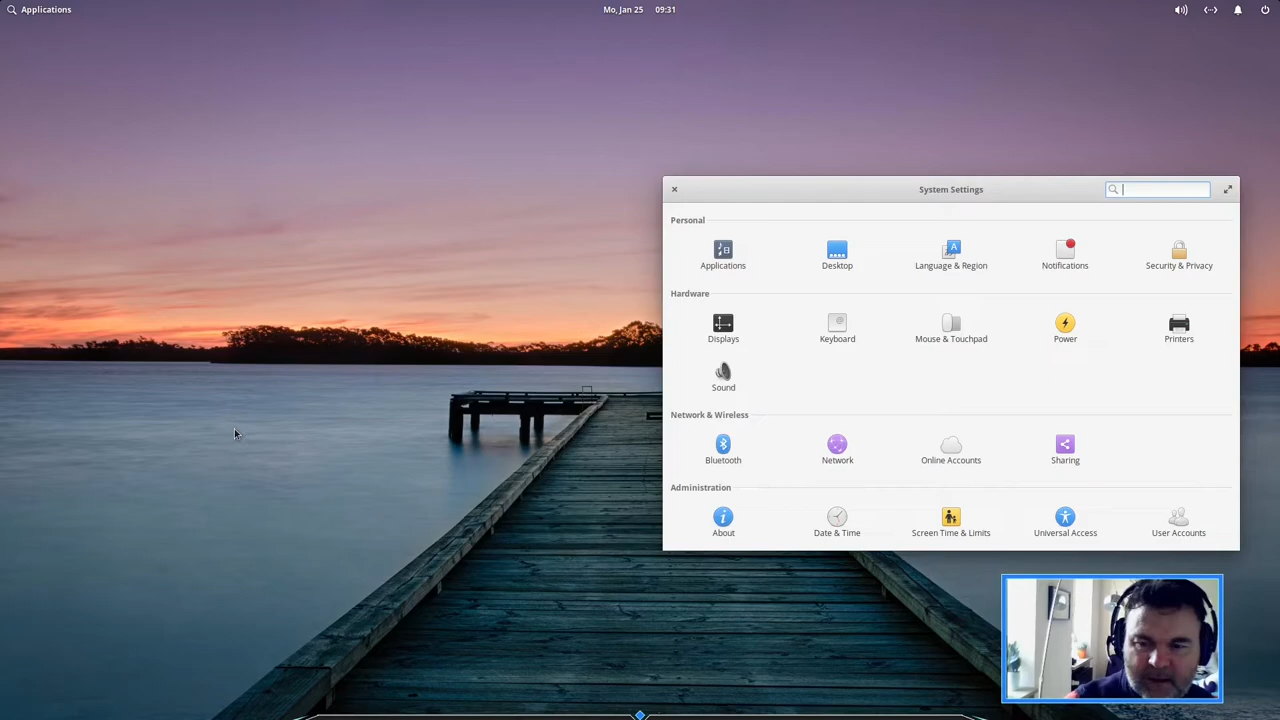 Applications
Mo, Jan 25 09:31
System Settings
Personal
Applications
Desktop
Language & Region
Notifications
Security & Privacy
Hardware
Displays
Keyboard
Mouse & Touchpad
Power
Printers
Sound
Network & Wireless
Bluetooth
Network
Online Accounts
Sharing
Administration
About
Date & Time
Screen Time & Limits
Universal Access
User Accounts